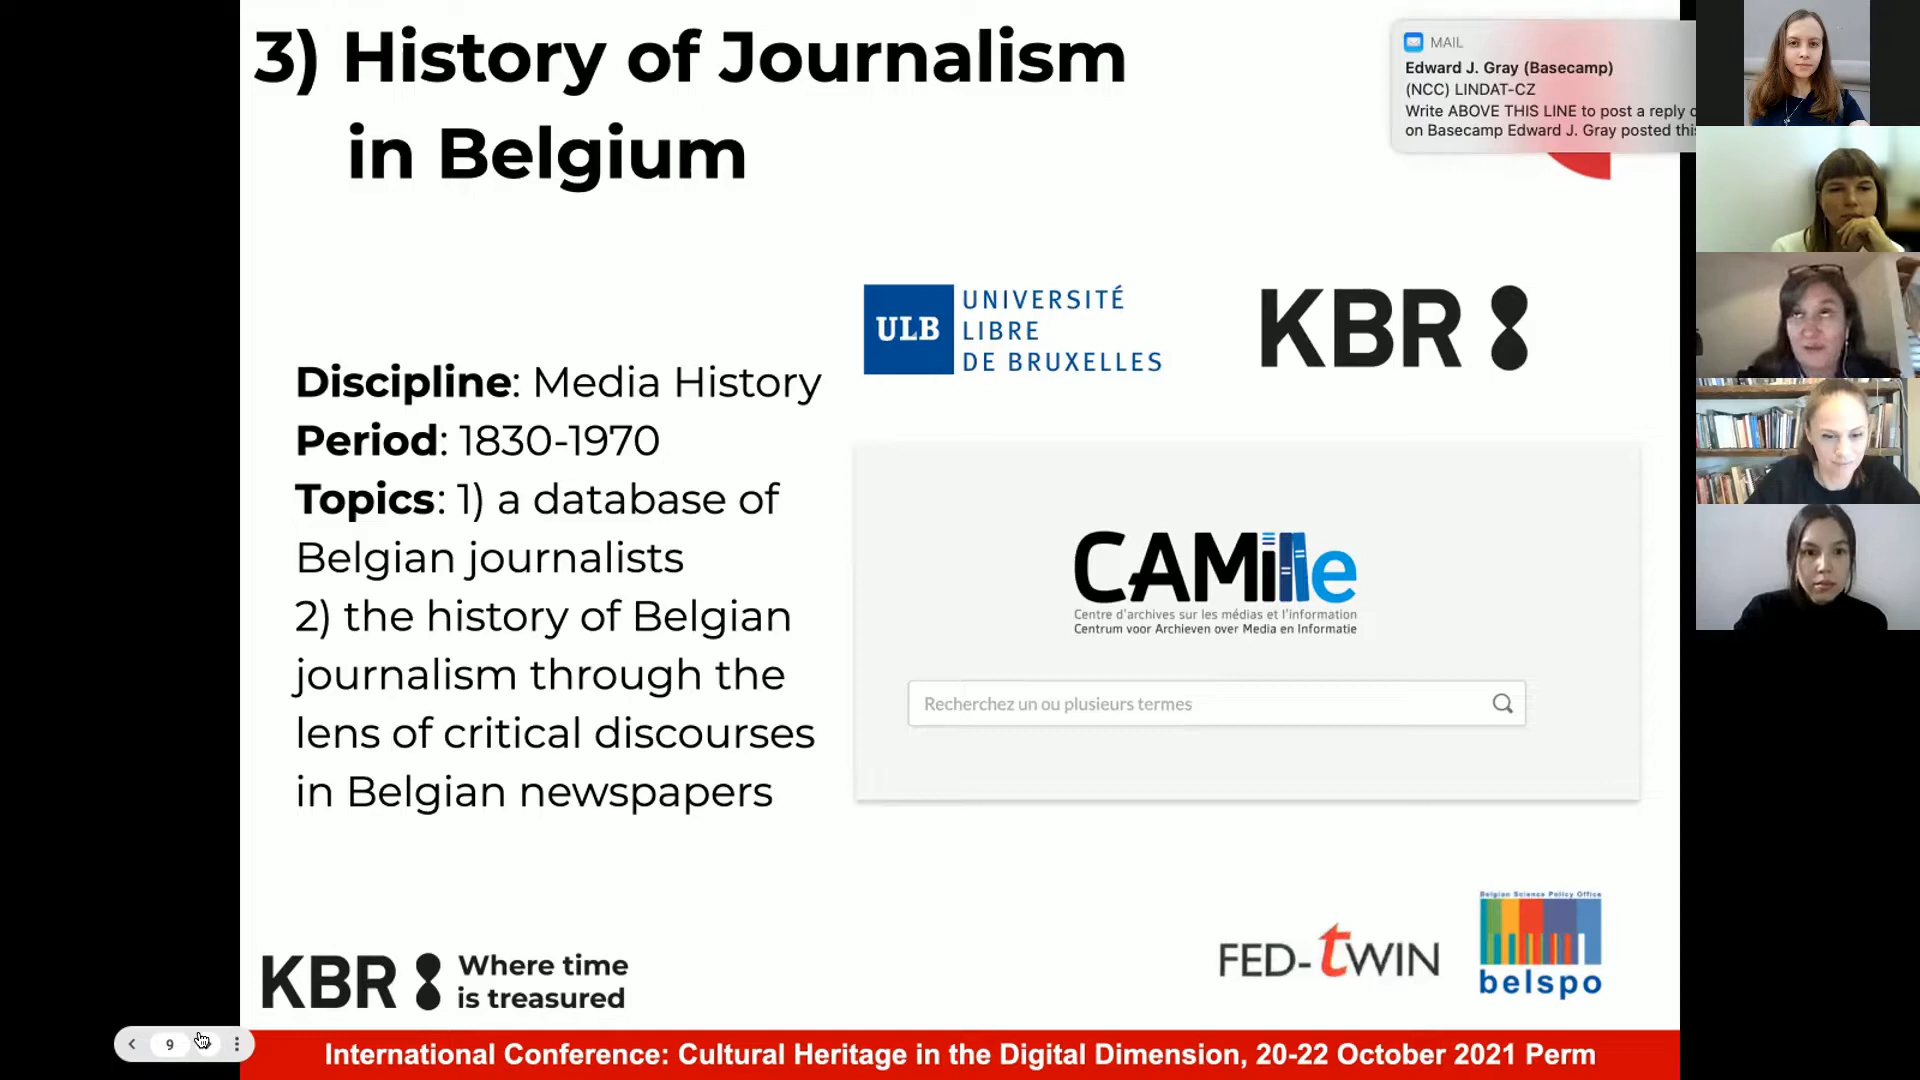 3) History of Journalism
in Belgium
MAIL
Edward J. Gray (Basecamp)
(NCC) LINDAT-CZ
Write ABOVE THIS LINE to post a reply o
on Basecamp Edward J. Gray posted this
ULB
UNIVERSITÉ
LIBRE
DE BRUXELLES
KBR
Discipline: Media History
Period: 1830-1970
Topics: 1) a database of
Belgian journalists
2) the history of Belgian
journalism through the
lens of critical discourses
in Belgian newspapers
CAMille
Centre d'archives sur les médias et l'information
Centrum voor Archieven over Media en Informatie
Recherchez un ou plusieurs termes
KBR
Where time
is treasured
FED-tWIN
Belgian Science Policy Office
belspo
9
International Conference: Cultural Heritage in the Digital Dimension, 20-22 October 2021 Perm